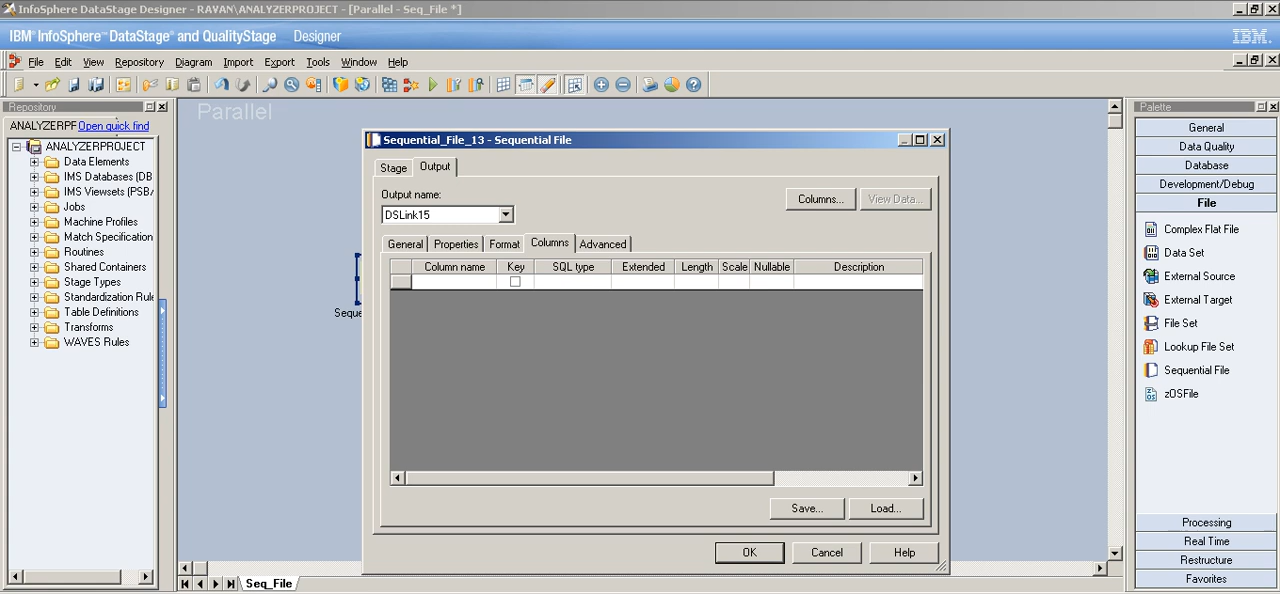 InfoSphere DataStage Designer - RAVAN\ANALYZERPROJECT - [Parallel - Seq_File *]
IBM® InfoSphere™ DataStage® and QualityStage Designer
IBM.
File Edit View Repository Diagram Import Export Tools Window Help
Repository
ANALYZERPF Open quick find
ANALYZERPROJECT
Data Elements
IMS Databases (DB
IMS Viewsets (PSB/
Jobs
Machine Profiles
Match Specification
Routines
Shared Containers
Stage Types
Standardization Rule
Table Definitions
Transforms
WAVES Rules
Parallel
Seque
Sequential_File_13 - Sequential File
Stage Output
Output name:
DSLink15
Columns... View Data...
General Properties Format Columns Advanced
Column name Key SQL type Extended Length Scale Nullable Description
Save... Load...
OK Cancel Help
Seq_File
Palette
General
Data Quality
Database
Development/Debug
File
Complex Flat File
Data Set
External Source
External Target
File Set
Lookup File Set
Sequential File
zOSFile
Processing
Real Time
Restructure
Favorites